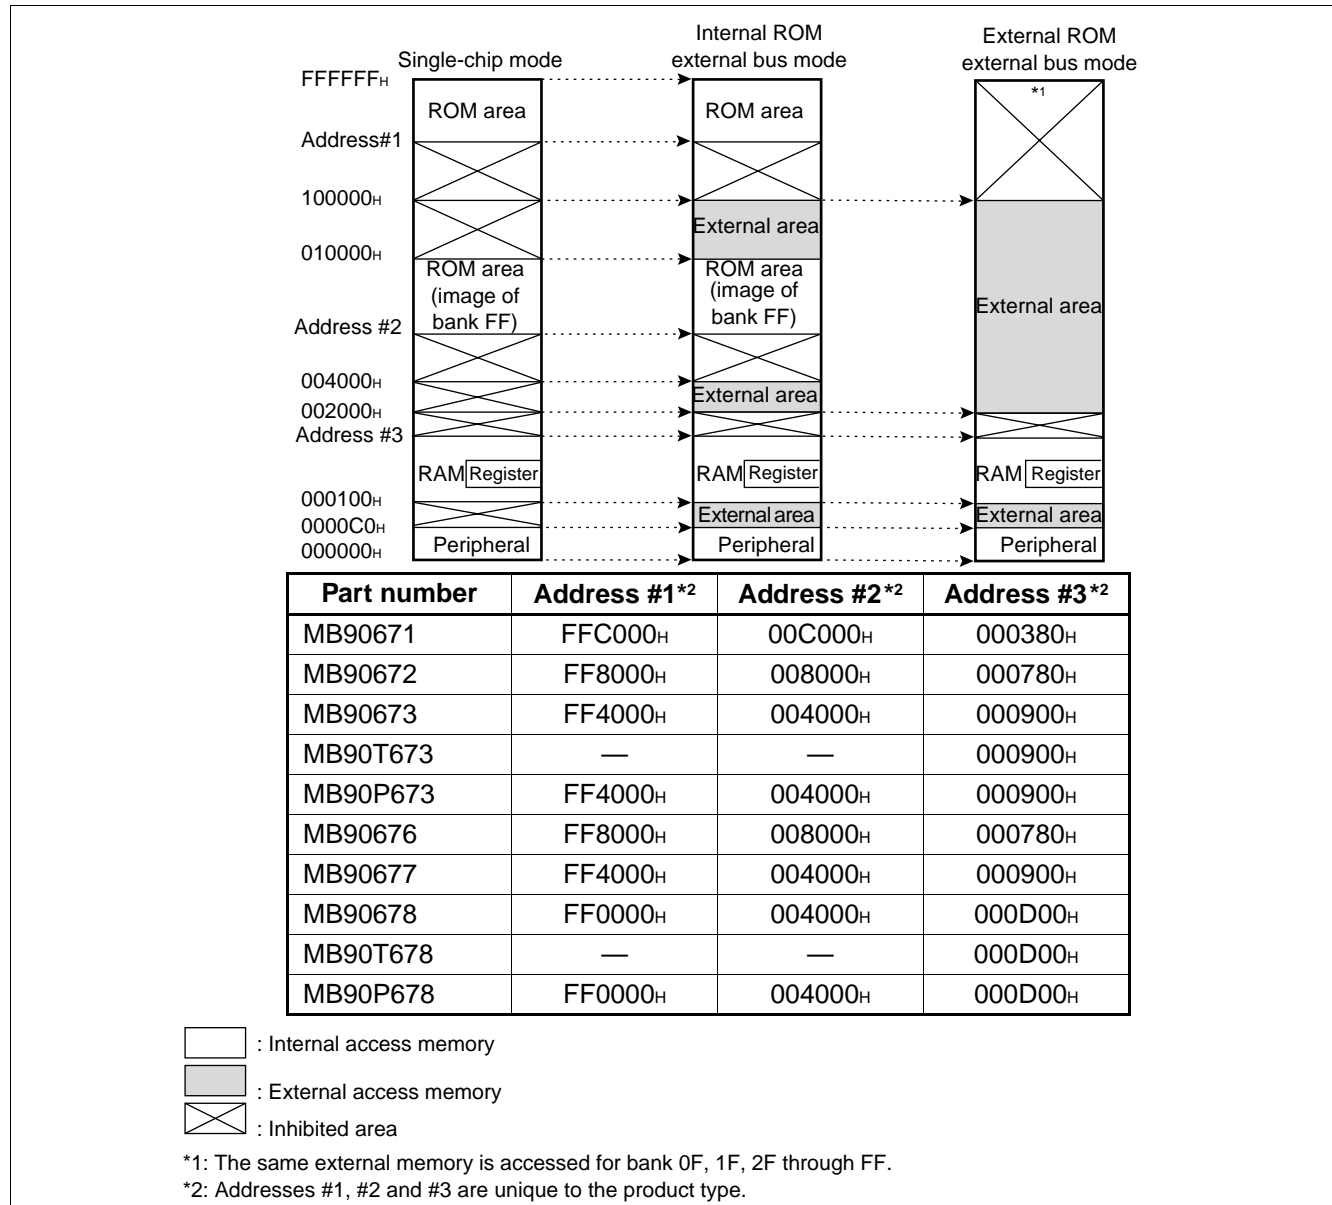 Single-chip mode
Internal ROM
external bus mode
External ROM
external bus mode
FFFFFFH
Address#1
100000H
010000H
Address #2
004000H
002000H
Address #3
000100H
0000C0H
000000H
ROM area
ROM area
(image of
bank FF)
RAM
Register
Peripheral
ROM area
External area
ROM area
(image of
bank FF)
External area
RAM
Register
External area
Peripheral
*1
External area
RAM
Register
External area
Peripheral
Part number Address #1*2 Address #2*2 Address #3*2
MB90671 FFC000H 00C000H 000380H
MB90672 FF8000H 008000H 000780H
MB90673 FF4000H 004000H 000900H
MB90T673 — — 000900H
MB90P673 FF4000H 004000H 000900H
MB90676 FF8000H 008000H 000780H
MB90677 FF4000H 004000H 000900H
MB90678 FF0000H 004000H 000D00H
MB90T678 — — 000D00H
MB90P678 FF0000H 004000H 000D00H
: Internal access memory
: External access memory
: Inhibited area
*1: The same external memory is accessed for bank 0F, 1F, 2F through FF.
*2: Addresses #1, #2 and #3 are unique to the product type.